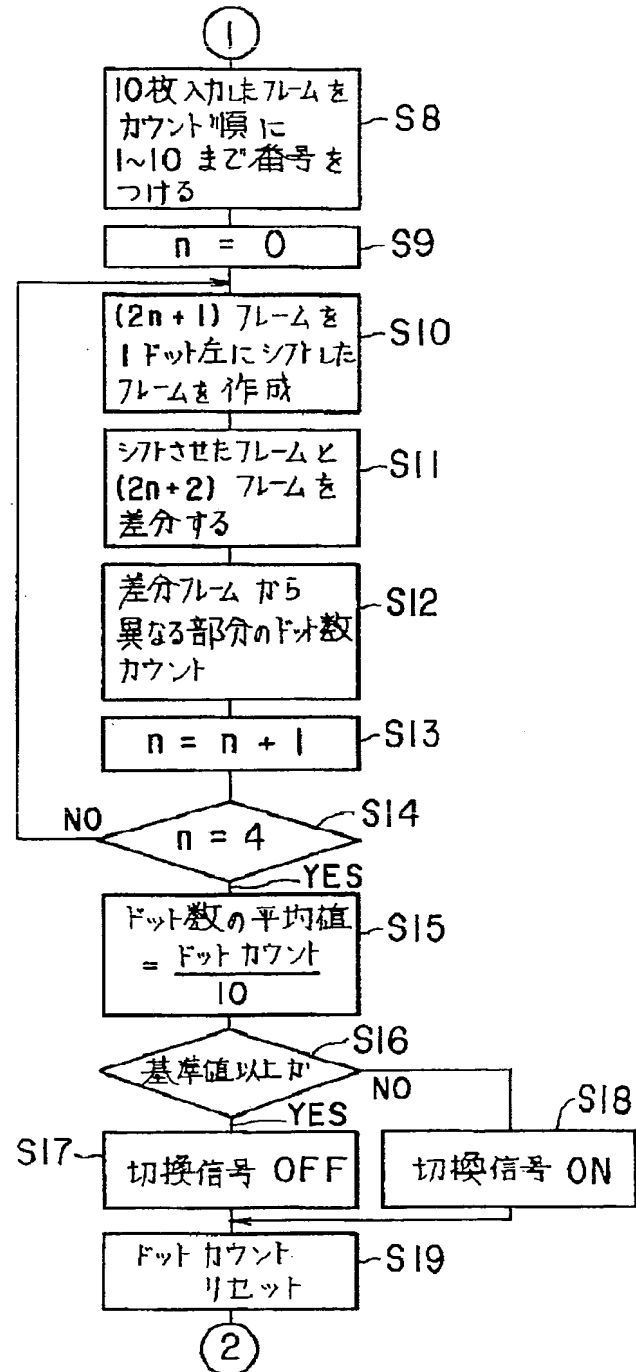 1
10枚入力したフレームを
カウント順に
1~10まで番号を
つける
S8
n = 0
S9
(2n+1) フレームを
1ドット左にシフトした
フレームを作成
S10
シフトさせたフレームと
(2n+2) フレームを
差分する
S11
差分フレームから
異なる部分のドット数
カウント
S12
n = n + 1
S13
n = 4
S14
NO
YES
ドット数の平均値
= ドットカウント
10
S15
基準値以上か
S16
NO
YES
S17
切換信号 OFF
S18
切換信号 ON
ドットカウント
リセット
S19
2